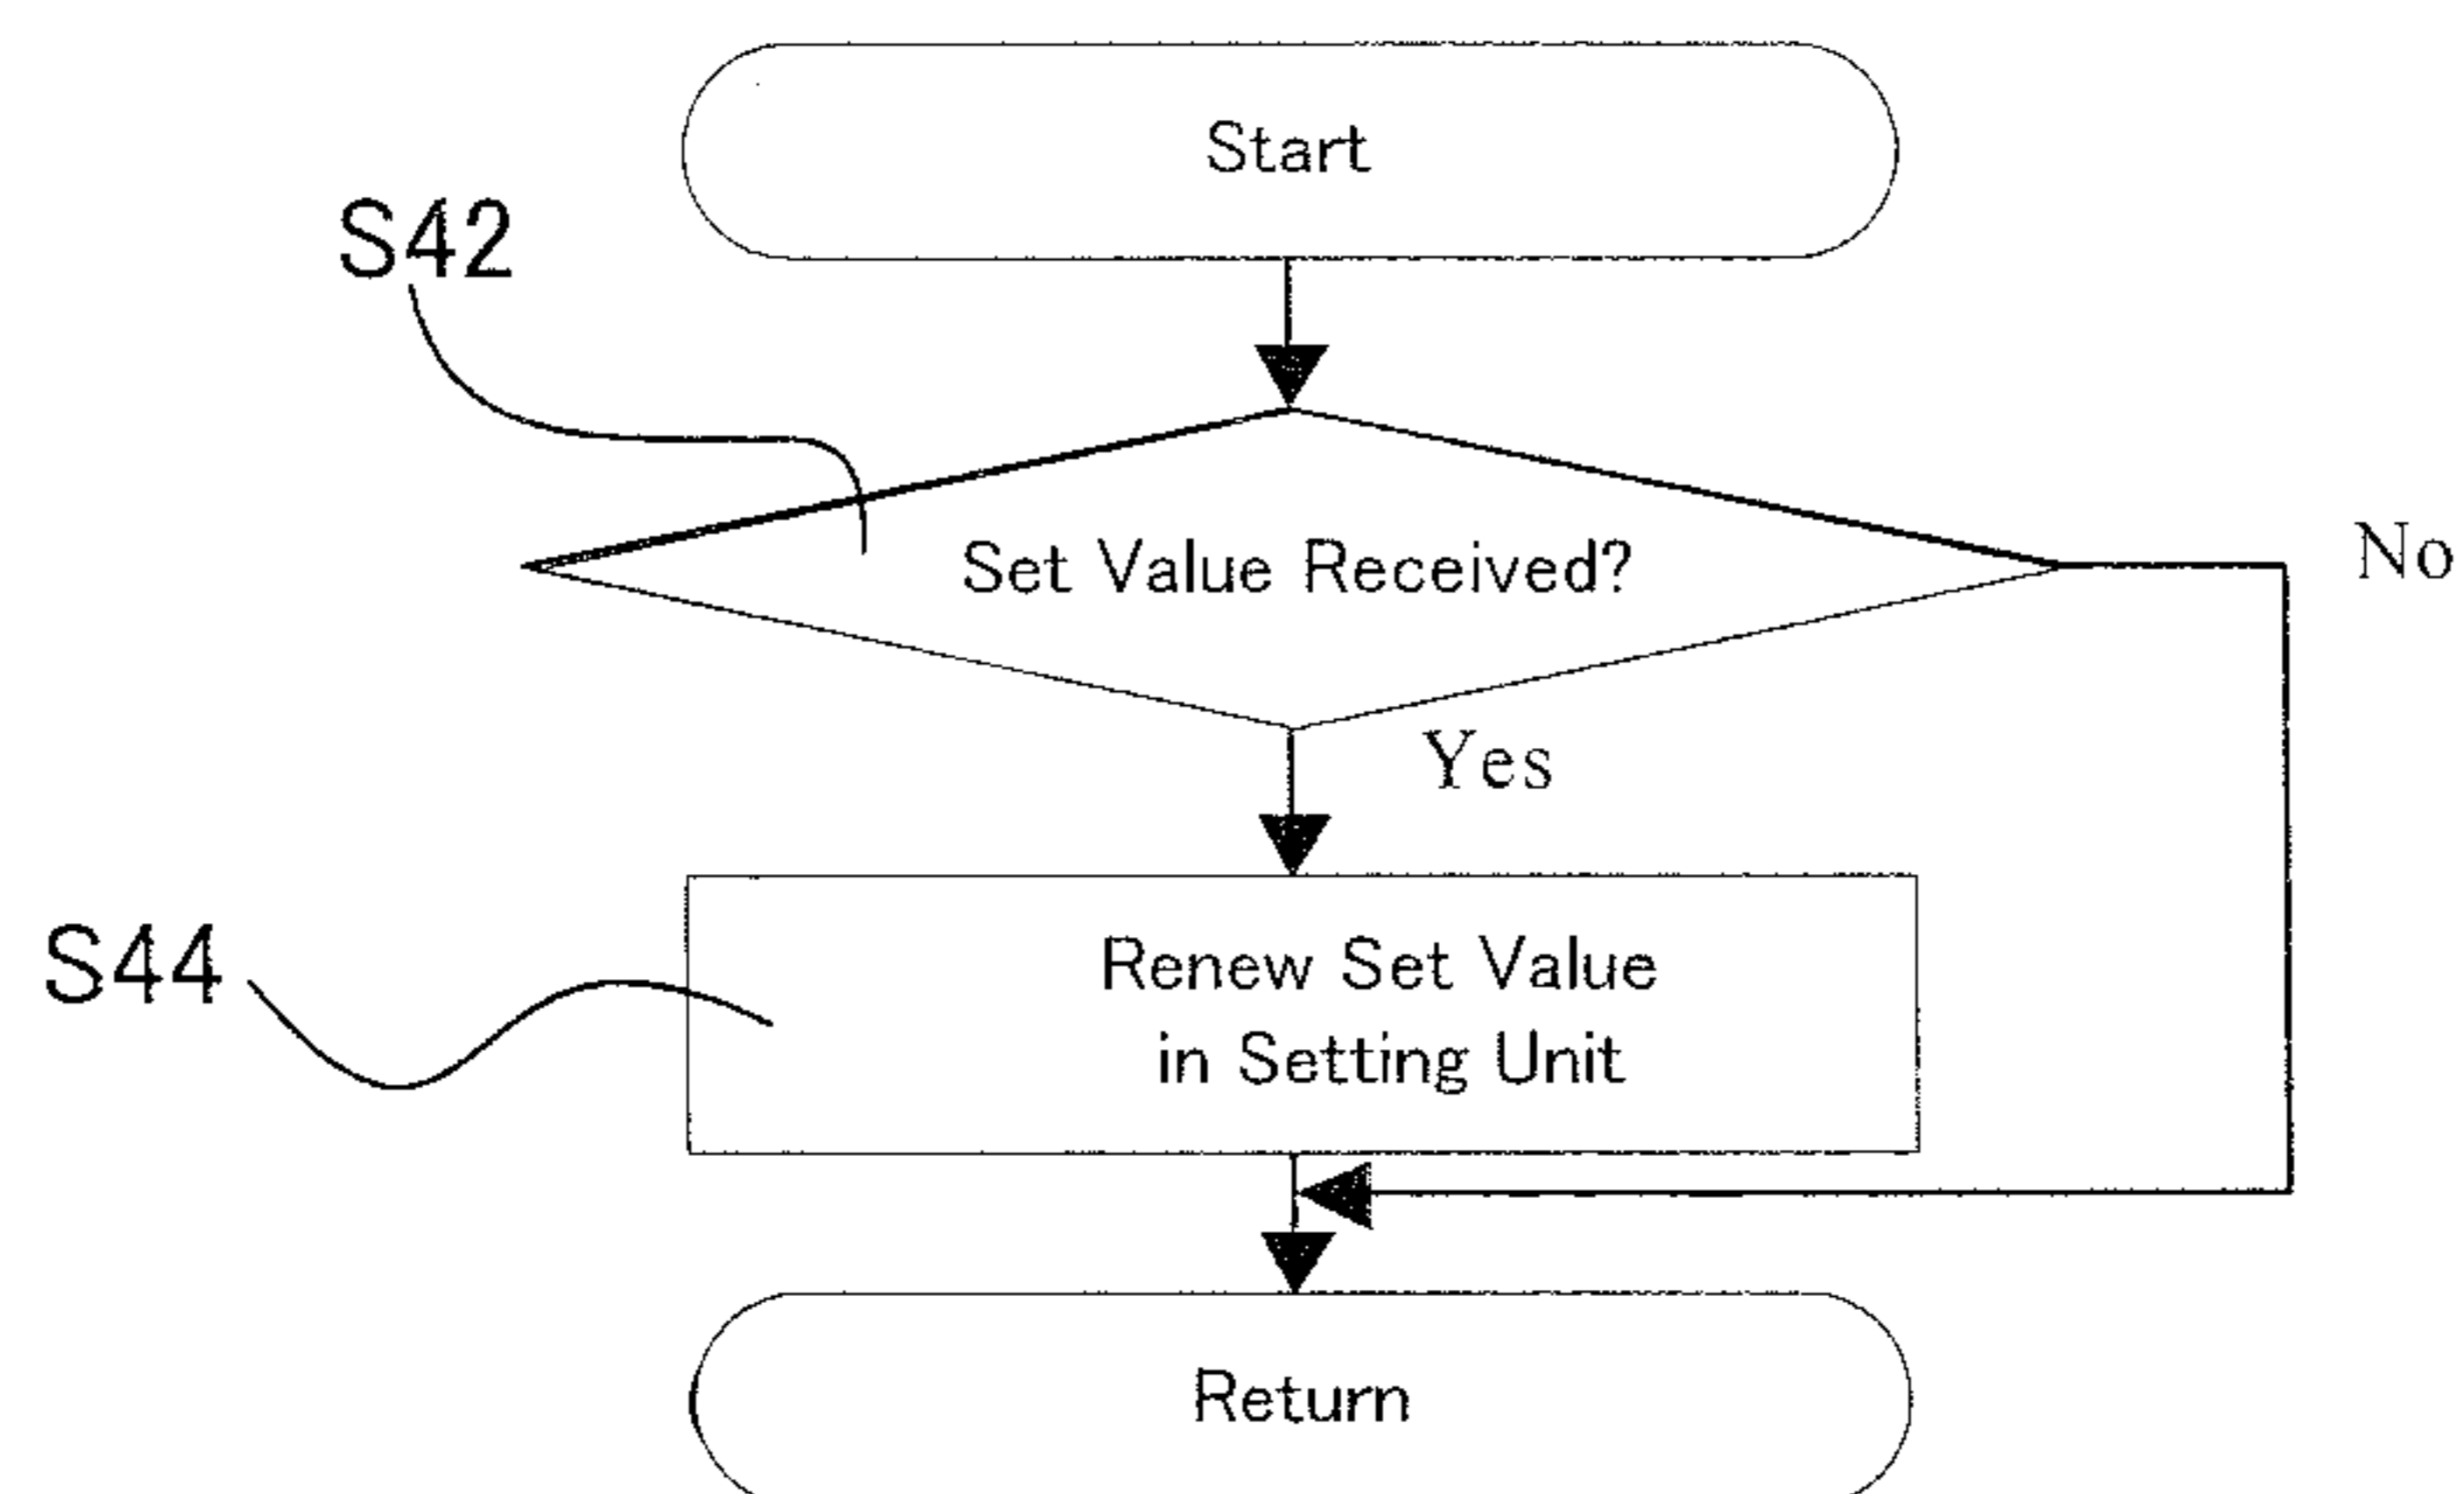 Start
S42
Set Value Received?
No
Yes
S44
Renew Set Value
in Setting Unit
Return